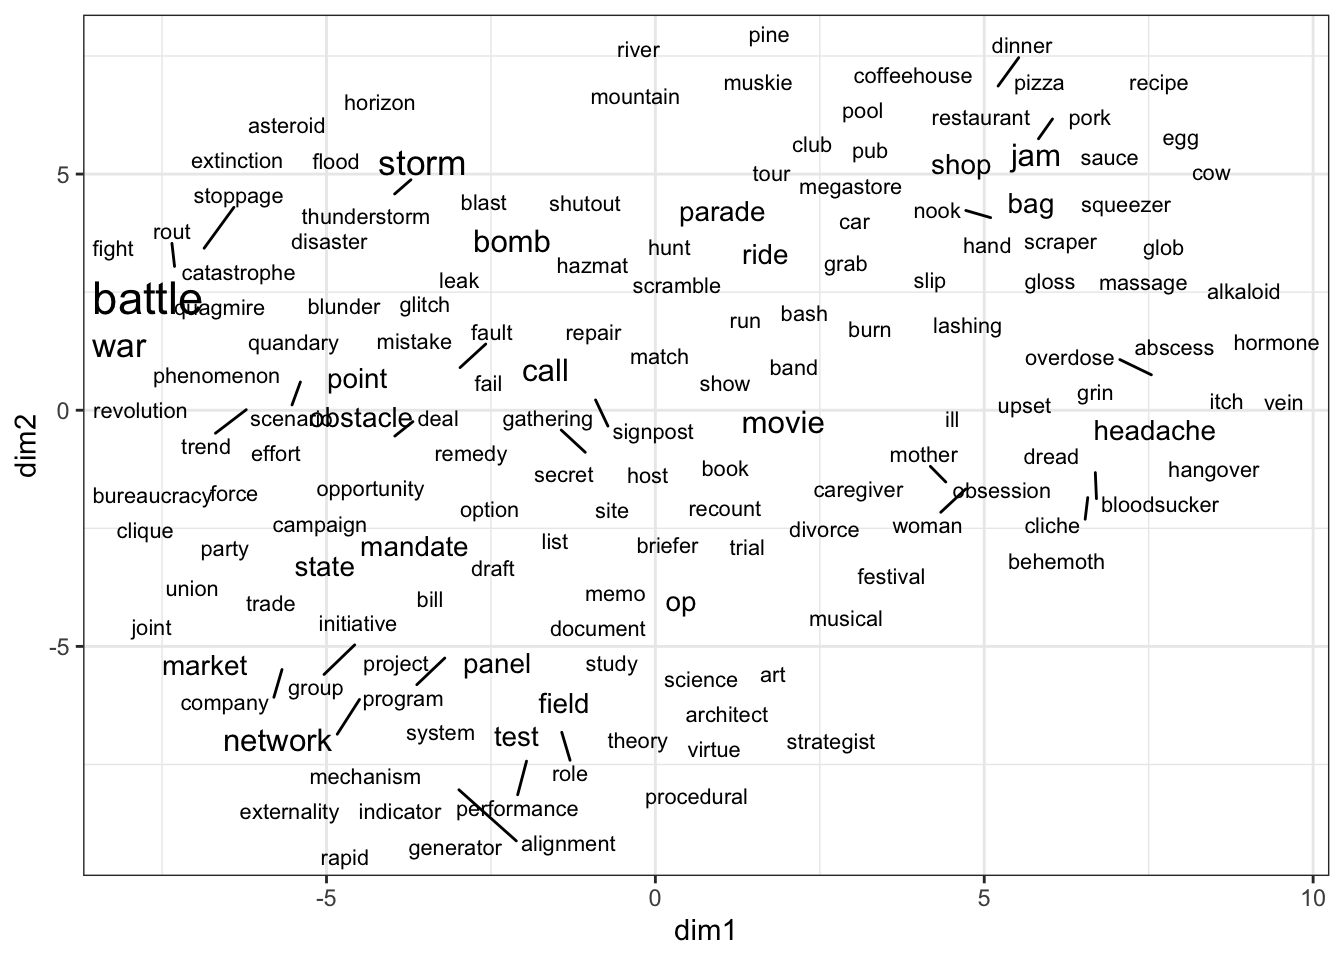 pine
river
dinner
coffeehouse
muskie
pizza
recipe
mountain
horizon
pool
restaurant
pork
asteroid
egg
club
pub
extinction
flood
storm
shop
jam
sauce
5
tour
cow
megastore
stoppage
thunderstorm
blast
shutout
parade
car
nook
bag
squeezer
rout
disaster
bomb
hunt
ride
hand
scraper
glob
fight
catastrophe
hazmat
grab
leak
scramble
slip
gloss
massage
alkaloid
battle
quagmire
blunder
glitch
run
bash
war
quandary
mistake
fault
repair
burn
lashing
match
overdose
abscess
hormone
phenomenon
point
fail
call
show
band
grin
revolution
scenario
obstacle
deal
gathering
movie
ill
upset
itch
vein
0
trend
effort
remedy
signpost
mother
dread
headache
secret
host
book
hangover
bureaucracy
force
opportunity
option
site
recount
caregiver
obsession
bloodsucker
clique
campaign
divorce
woman
cliche
party
mandate
list
briefer
trial
behemoth
state
draft
festival
union
trade
bill
memo
op
joint
initiative
document
musical
-5
market
project
panel
study
science
art
company
group
program
field
architect
network
system
test
theory
virtue
strategist
mechanism
role
externality
indicator
performance
procedural
rapid
generator
alignment
-5
0
5
10
dim1
dim2